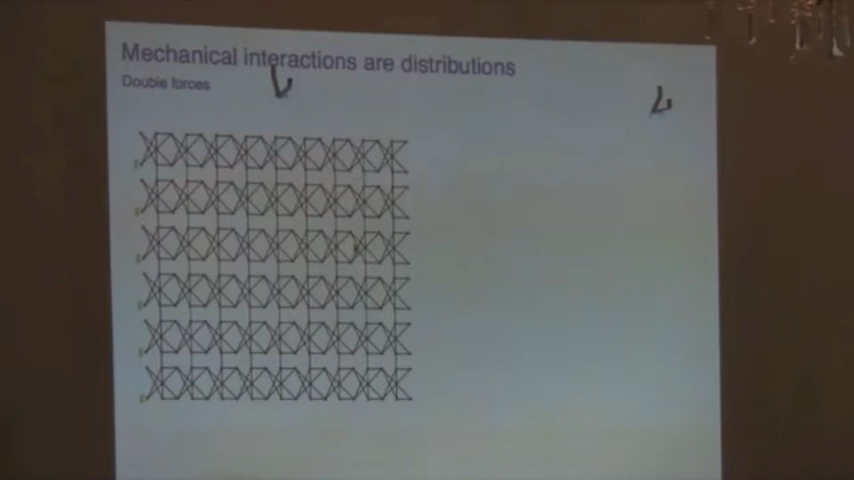 Mechanical interactions are distributions
Double forces